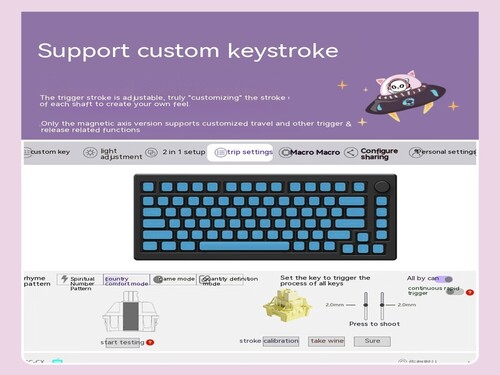 Support custom keystroke
The trigger stroke is adjustable, truly "customizing" the stroke
of each shaft to create your own feel.
Only the magnetic axis version supports customized travel and other trigger &
release related functions
custom key
light
adjustment
2 in 1 setup
trip settings
Macro Macro
Configure
sharing
Personal settings
rhyme
pattern
Spiritual
Number
Pattern
country
comfort mode
Game mode
Quantity definition
mode
Set the key to trigger the
process of all keys
All by can
continuous rapid
trigger
2.0mm
2.0mm
Press to shoot
start testing ?
stroke calibration
take wine
Sure